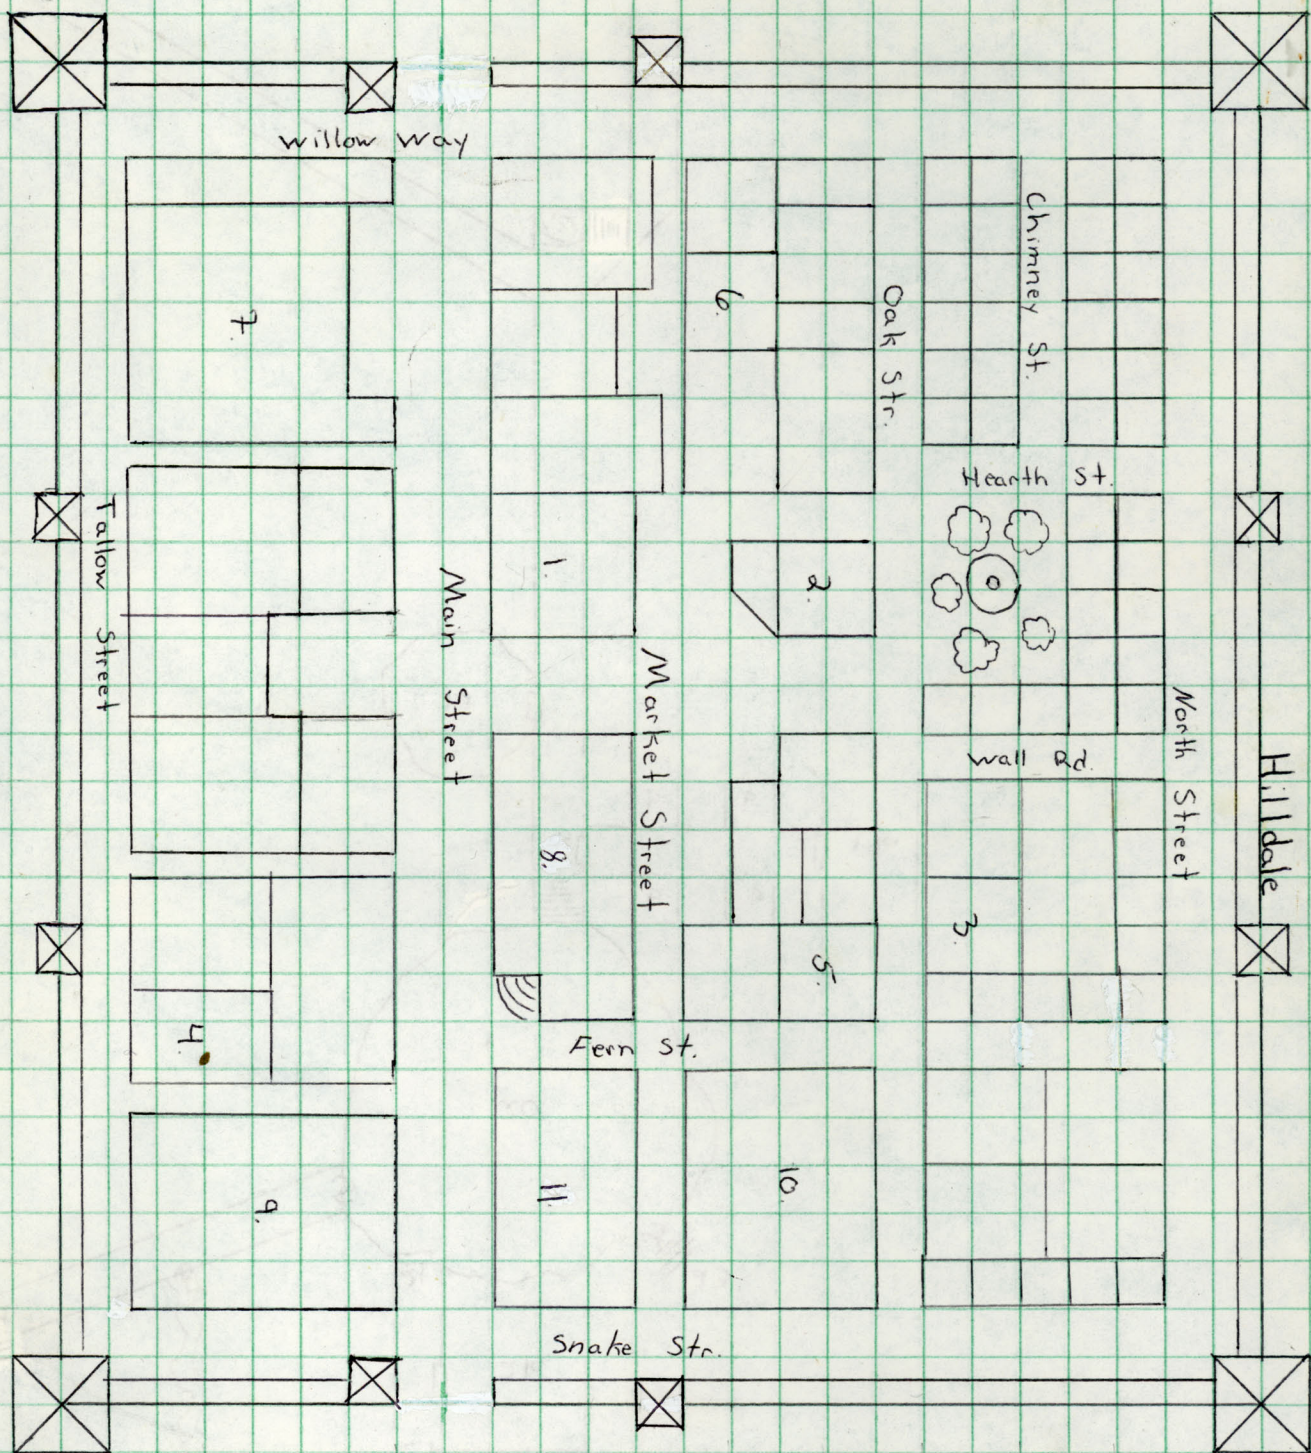 Willow Way
Chimney St.
Oak Str.
6.
7.
Hearth St.
Tallow Street
Main Street
1.
2.
Market Street
North Street
Hilldale
Wall Rd.
8.
3.
5.
Fern St.
4.
9.
11.
10.
Snake Str.